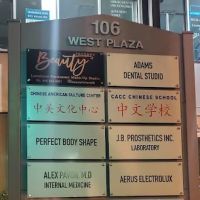 106
WEST PLAZA
Beauty
ADAMS
DENTAL STUDIO
CHINESE AMERICAN CULTURE CENTER
中美文化中心
CACC CHINESE SCHOOL
中文学校
PERFECT BODY SHAPE
J.B. PROSTHETICS INC.
LABORATORY
ALEX PAVON, M.D
INTERNAL MEDICINE
AERUS ELECTROLUX